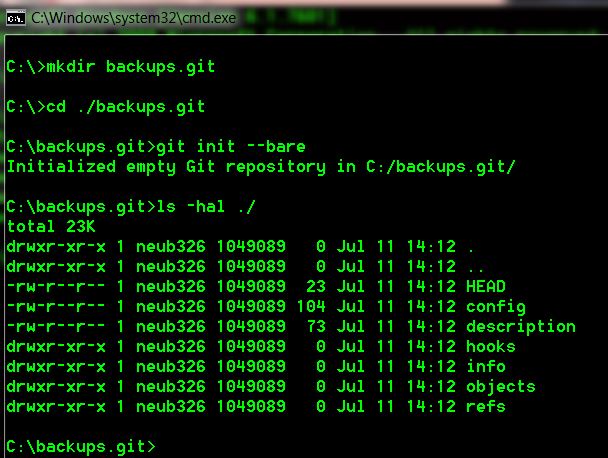 C:\Windows\system32\cmd.exe
C:\>mkdir backups.git
C:\>cd ./backups.git
C:\backups.git>git init --bare
Initialized empty Git repository in C:/backups.git/
C:\backups.git>ls -hal ./
total 23K
drwxr-xr-x 1 neub326 1049089   0 Jul 11 14:12 .
drwxr-xr-x 1 neub326 1049089   0 Jul 11 14:12 ..
-rw-r--r-- 1 neub326 1049089  23 Jul 11 14:12 HEAD
-rw-r--r-- 1 neub326 1049089 104 Jul 11 14:12 config
-rw-r--r-- 1 neub326 1049089  73 Jul 11 14:12 description
drwxr-xr-x 1 neub326 1049089   0 Jul 11 14:12 hooks
drwxr-xr-x 1 neub326 1049089   0 Jul 11 14:12 info
drwxr-xr-x 1 neub326 1049089   0 Jul 11 14:12 objects
drwxr-xr-x 1 neub326 1049089   0 Jul 11 14:12 refs
C:\backups.git>